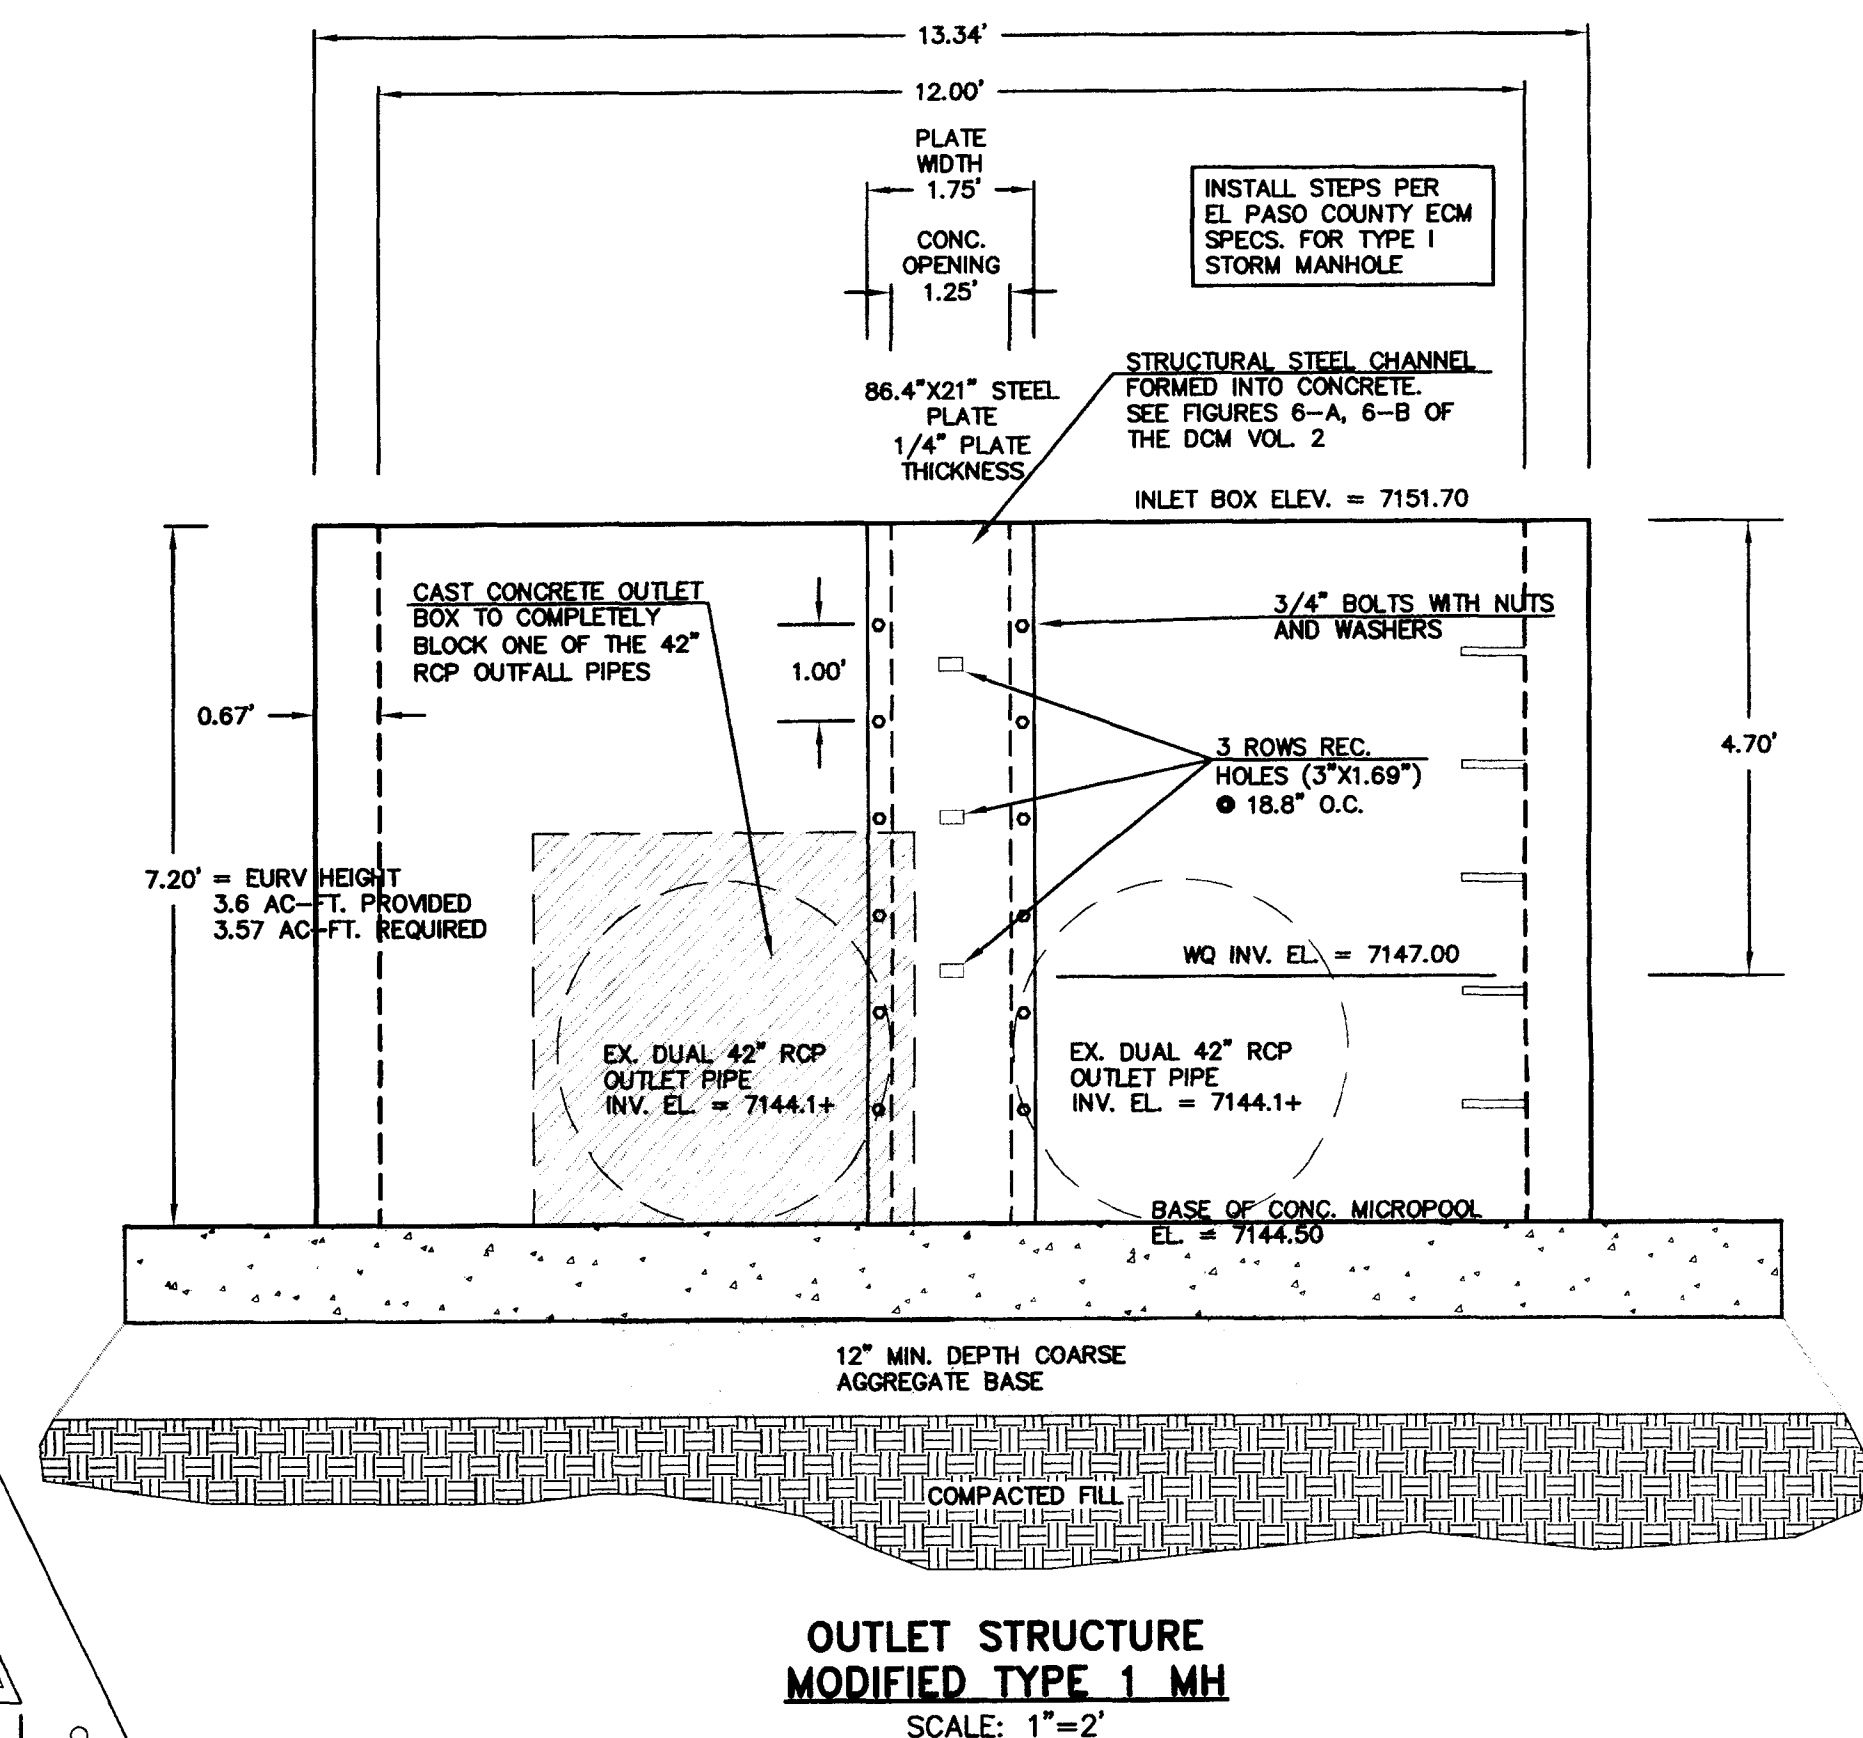 13.34'
12.00'
PLATE
WIDTH
1.75'
CONC.
OPENING
1.25'
INSTALL STEPS PER
EL PASO COUNTY ECM
SPECS. FOR TYPE I
STORM MANHOLE
86.4"X21" STEEL
PLATE
1/4" PLATE
THICKNESS
STRUCTURAL STEEL CHANNEL
FORMED INTO CONCRETE.
SEE FIGURES 6-A, 6-B OF
THE DCM VOL. 2
INLET BOX ELEV. = 7151.70
CAST CONCRETE OUTLET
BOX TO COMPLETELY
BLOCK ONE OF THE 42"
RCP OUTFALL PIPES
1.00'
3/4" BOLTS WITH NUTS
AND WASHERS
0.67'
3 ROWS REC.
HOLES (3"X1.69")
@ 18.8" O.C.
4.70'
7.20' = EURV HEIGHT
3.6 AC-FT. PROVIDED
3.57 AC-FT. REQUIRED
WQ INV. EL. = 7147.00
EX. DUAL 42" RCP
OUTLET PIPE
INV. EL. = 7144.1+
EX. DUAL 42" RCP
OUTLET PIPE
INV. EL. = 7144.1+
BASE OF CONC. MICROPOOL
EL. = 7144.50
12" MIN. DEPTH COARSE
AGGREGATE BASE
COMPACTED FILL
OUTLET STRUCTURE
MODIFIED TYPE 1 MH
SCALE: 1"=2'